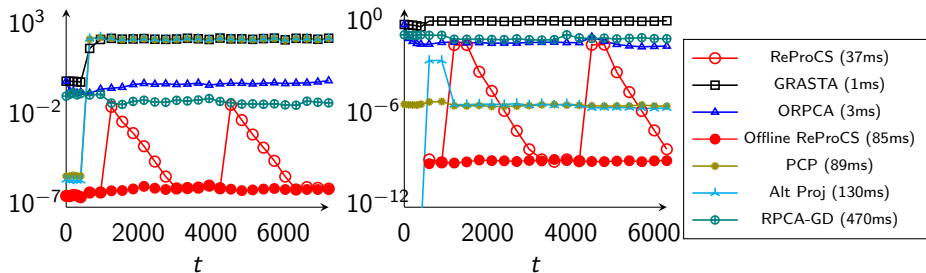 10^3
10^-2
10^-7
0 2000 4000 6000
t
10^0
10^-6
10^-12
0 2000 4000 6000
t
ReProCS (37ms)
GRASTA (1ms)
ORPCA (3ms)
Offline ReProCS (85ms)
PCP (89ms)
Alt Proj (130ms)
RPCA-GD (470ms)